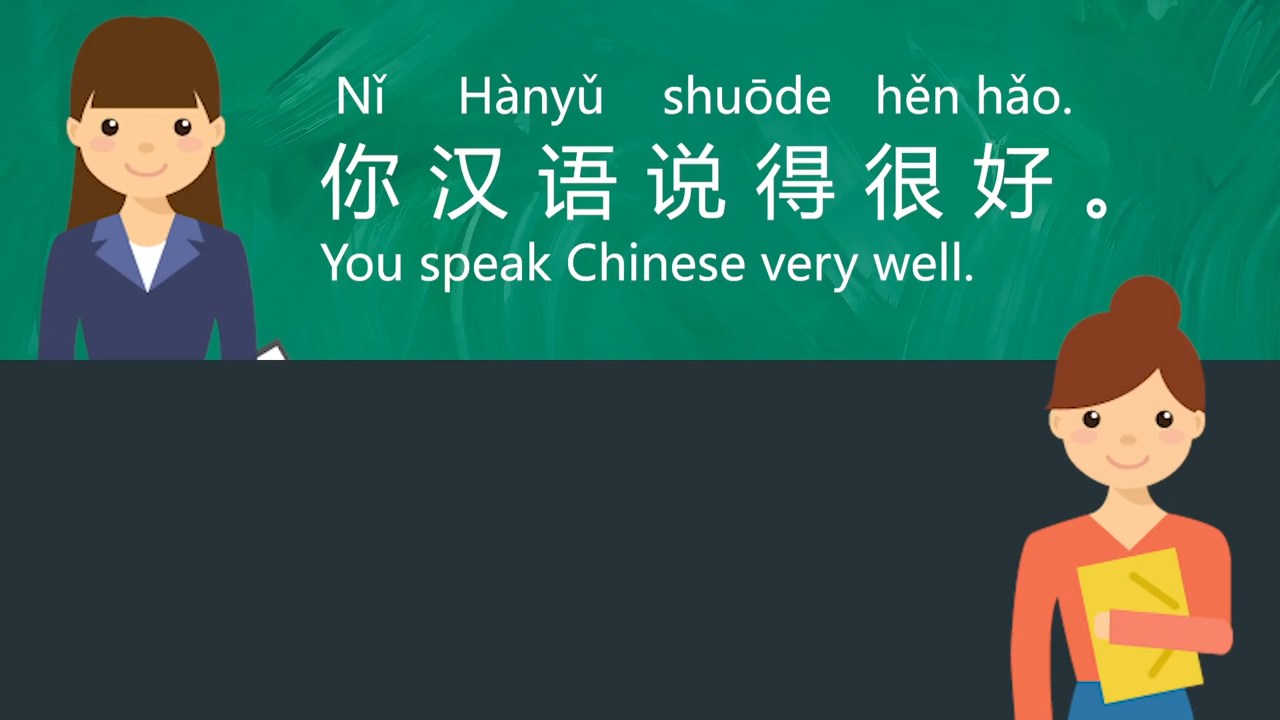 Nǐ Hànyǔ shuōde hěn hǎo.
你汉语说得很好。
You speak Chinese very well.